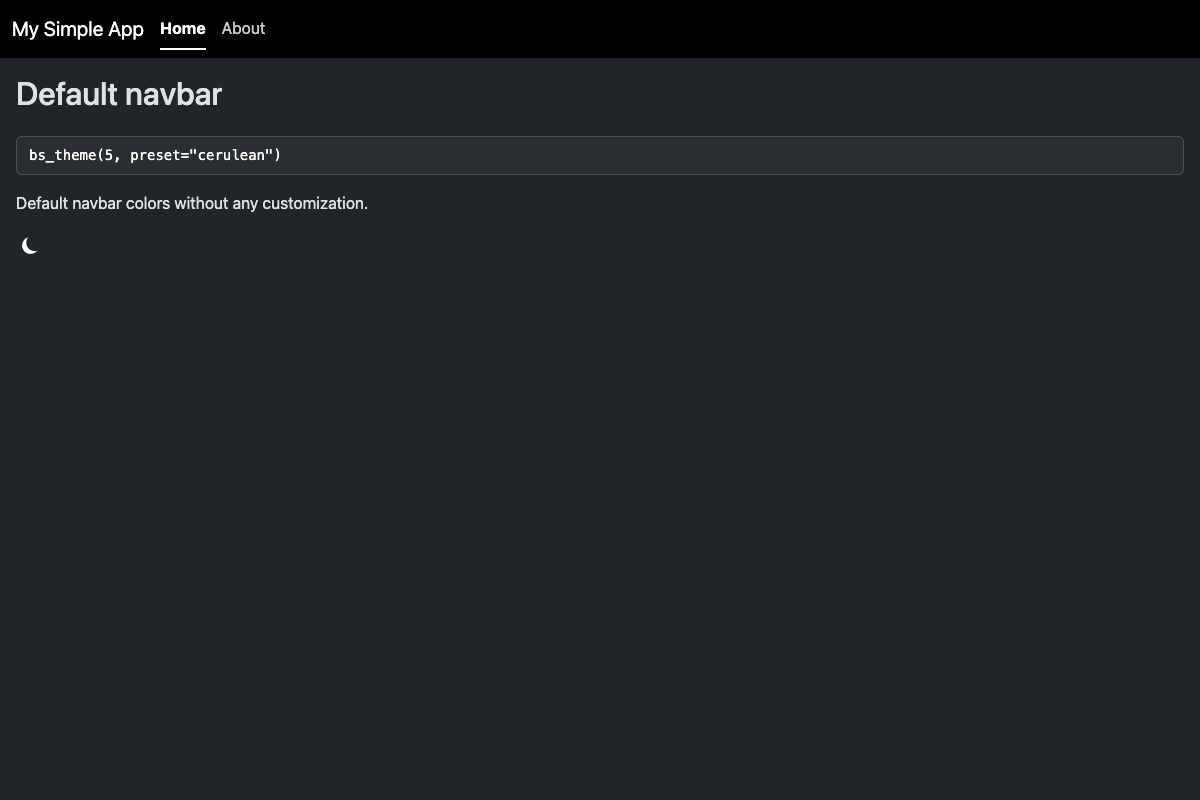 My Simple App Home About
Default navbar
bs_theme(5, preset="cerulean")
Default navbar colors without any customization.